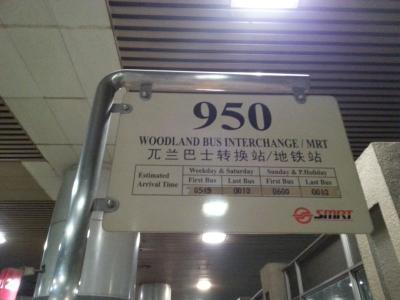 950
WOODLAND BUS INTERCHANGE / MRT
兀兰巴士转换站/地铁站
Estimated Arrival Time
Weekday & Saturday Sunday & P.Holiday
First Bus Last Bus First Bus Last Bus
0545 0010 0600 0010
SMRT